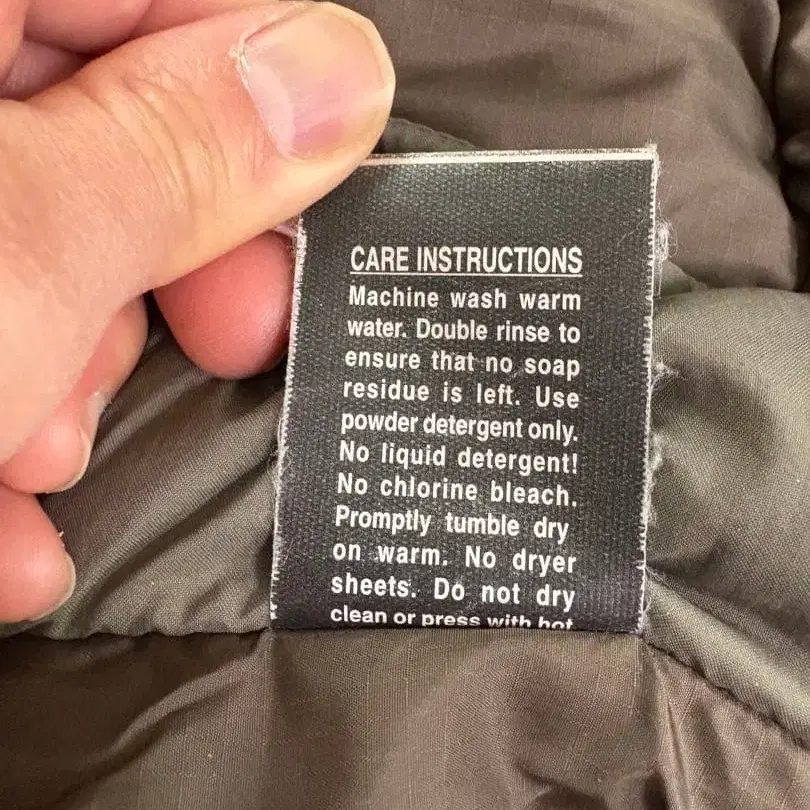 CARE INSTRUCTIONS
Machine wash warm
water. Double rinse to
ensure that no soap
residue is left. Use
powder detergent only.
No liquid detergent!
No chlorine bleach.
Promptly tumble dry
on warm. No dryer
sheets. Do not dry
clean or press with hot